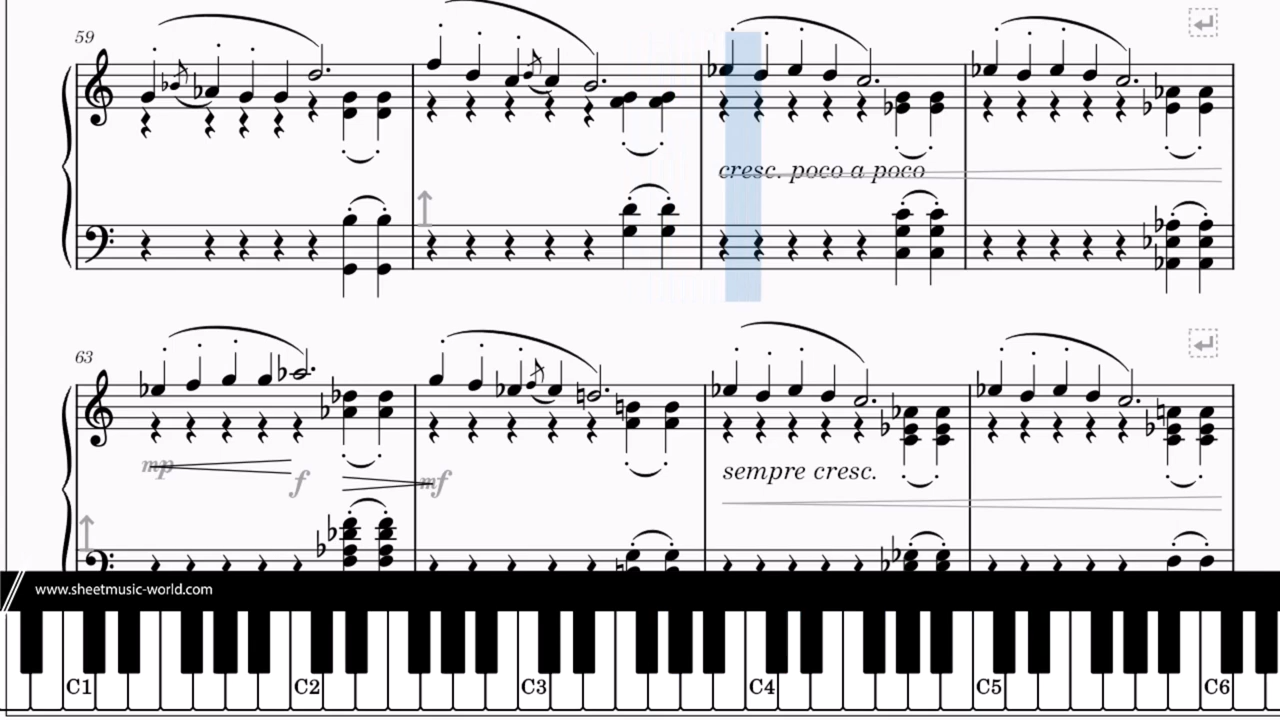 59
cresc. poco a poco
63
mp
f
mf
sempre cresc.
www.sheetmusic-world.com
C1 C2 C3 C4 C5 C6